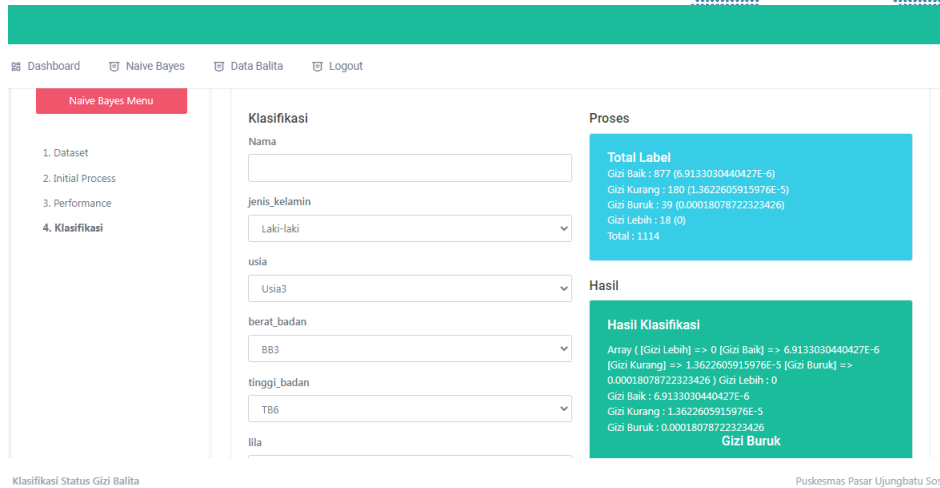 Dashboard
Naive Bayes
Data Balita
Logout
Naive Bayes Menu
1. Dataset
2. Initial Process
3. Performance
4. Klasifikasi
Klasifikasi
Nama
jenis_kelamin
Laki-laki
usia
Usia3
berat_badan
BB3
tinggi_badan
TB6
lila
Proses
Total Label
Gizi Baik : 877 (6.9133030440427E-6)
Gizi Kurang : 180 (1.3622605915976E-5)
Gizi Buruk : 39 (0.00018078722323426)
Gizi Lebih : 18 (0)
Total : 1114
Hasil
Hasil Klasifikasi
Array ( [Gizi Lebih] => 0 [Gizi Baik] => 6.9133030440427E-6
[Gizi Kurang] => 1.3622605915976E-5 [Gizi Buruk] =>
0.00018078722323426 ) Gizi Lebih : 0
Gizi Baik : 6.9133030440427E-6
Gizi Kurang : 1.3622605915976E-5
Gizi Buruk : 0.00018078722323426
Gizi Buruk
Klasifikasi Status Gizi Balita
Puskesmas Pasar Ujungbatu Sos